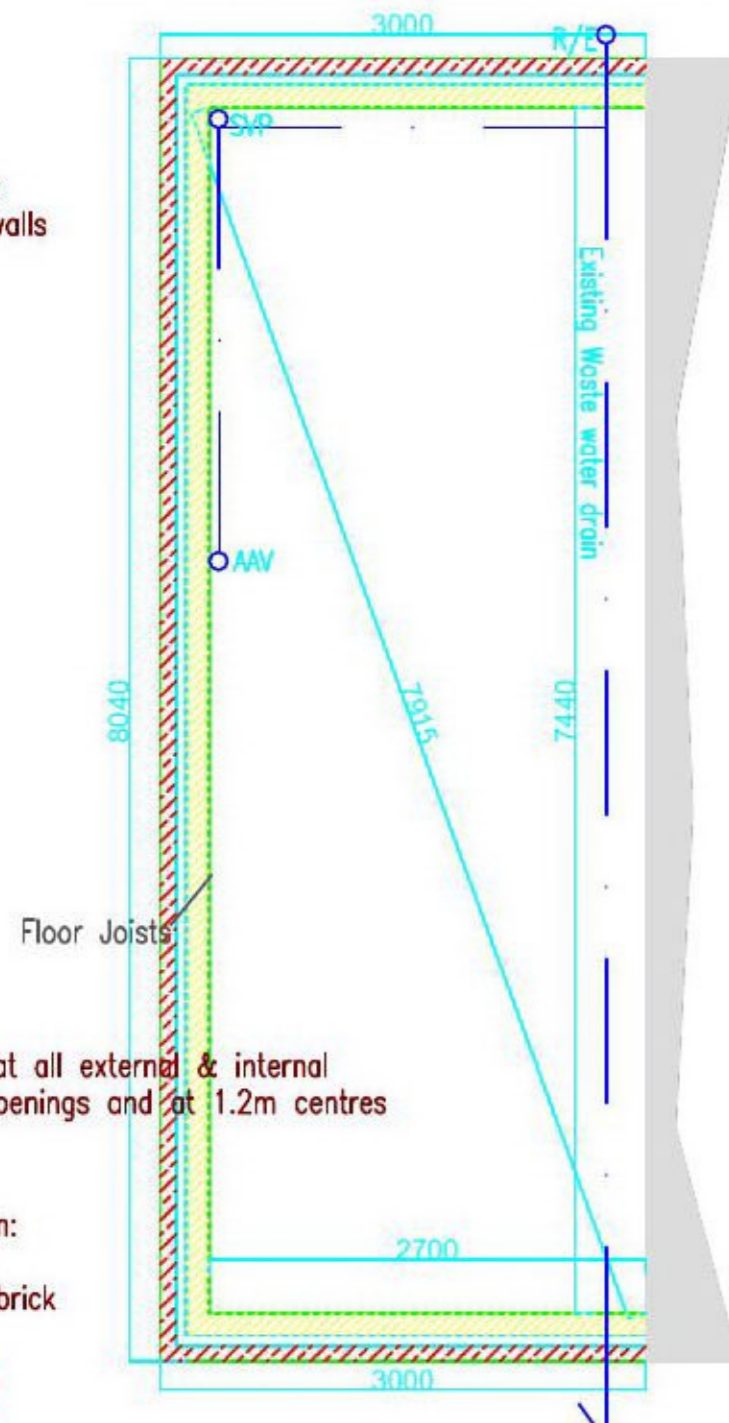 3000
R/E
SVP
walls
Existing Waste water drain
AAV
8040
7915
7440
Floor Joists
at all external & internal
penings and at 1.2m centres
n:
2700
brick
3000